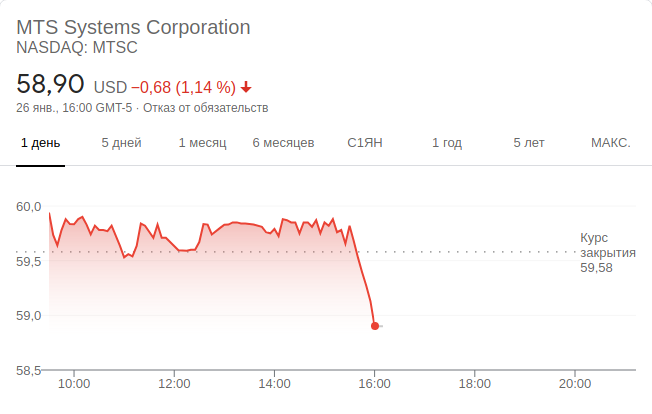 MTS Systems Corporation
NASDAQ: MTSC
58,90 USD −0,68 (1,14 %)
26 янв., 16:00 GMT-5 · Отказ от обязательств
1 день 5 дней 1 месяц 6 месяцев С1ЯН 1 год 5 лет МАКС.
60,0
Курс
закрытия
59,58
59,5
59,0
58,5
10:00 12:00 14:00 16:00 18:00 20:00